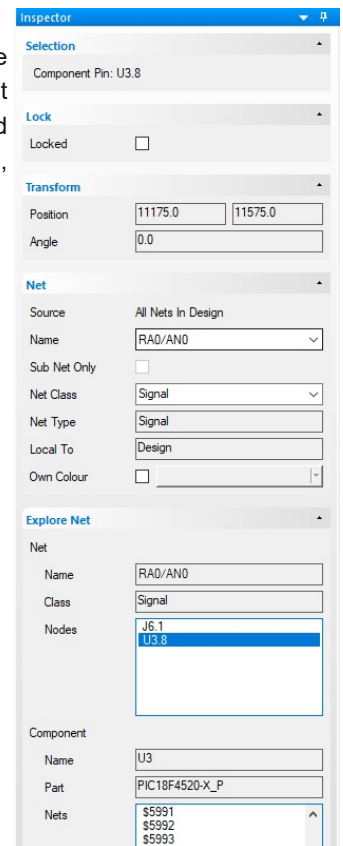 Inspector
e
Selection
Component Pin: U3.8
t
d
Lock
Locked
,
Transform
Position 11175.0 11575.0
Angle 0.0
Net
Source All Nets In Design
Name RA0/AN0
Sub Net Only
Net Class Signal
Net Type Signal
Local To Design
Own Colour
Explore Net
Net
Name RA0/AN0
Class Signal
Nodes J6.1
U3.8
Component
Name U3
Part PIC18F4520-X_P
Nets $5991
$5992
$5993